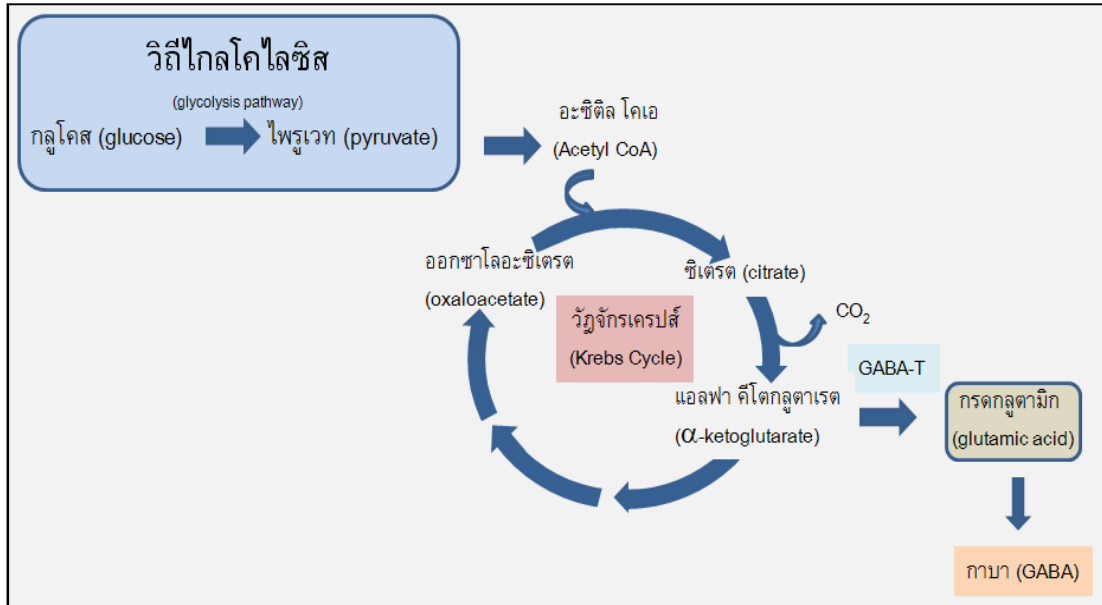 วิถีไกลโคไลซิส
(glycolysis pathway)
กลูโคส (glucose) ไพรูเวท (pyruvate)
อะซิติล โคเอ
(Acetyl CoA)
ออกซาโลอะซิเตรต
(oxaloacetate)
ซิเตรต (citrate)
วัฎจักรเครปส์
(Krebs Cycle)
CO₂
GABA-T
แอลฟา คีโตกลูตาเรต
(α-ketoglutarate)
กรดกลูตามิก
(glutamic acid)
กาบา (GABA)